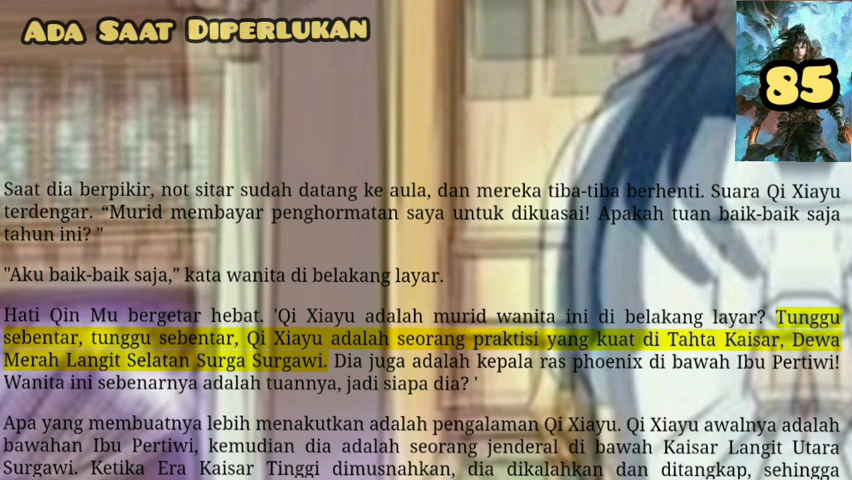 Ada Saat Diperlukan
85
Saat dia berpikir, not sitar sudah datang ke aula, dan mereka tiba-tiba berhenti. Suara Qi Xiayu
terdengar. “Murid membayar penghormatan saya untuk dikuasai! Apakah tuan baik-baik saja
tahun ini? "
"Aku baik-baik saja," kata wanita di belakang layar.
Hati Qin Mu bergetar hebat. 'Qi Xiayu adalah murid wanita ini di belakang layar? Tunggu
sebentar, tunggu sebentar, Qi Xiayu adalah seorang praktisi yang kuat di Tahta Kaisar, Dewa
Merah Langit Selatan Surga Surgawi. Dia juga adalah kepala ras phoenix di bawah Ibu Pertiwi!
Wanita ini sebenarnya adalah tuannya, jadi siapa dia? '
Apa yang membuatnya lebih menakutkan adalah pengalaman Qi Xiayu. Qi Xiayu awalnya adalah
bawahan Ibu Pertiwi, kemudian dia adalah seorang jenderal di bawah Kaisar Langit Utara
Surgawi. Ketika Era Kaisar Tinggi dimusnahkan, dia dikalahkan dan ditangkap, sehingga